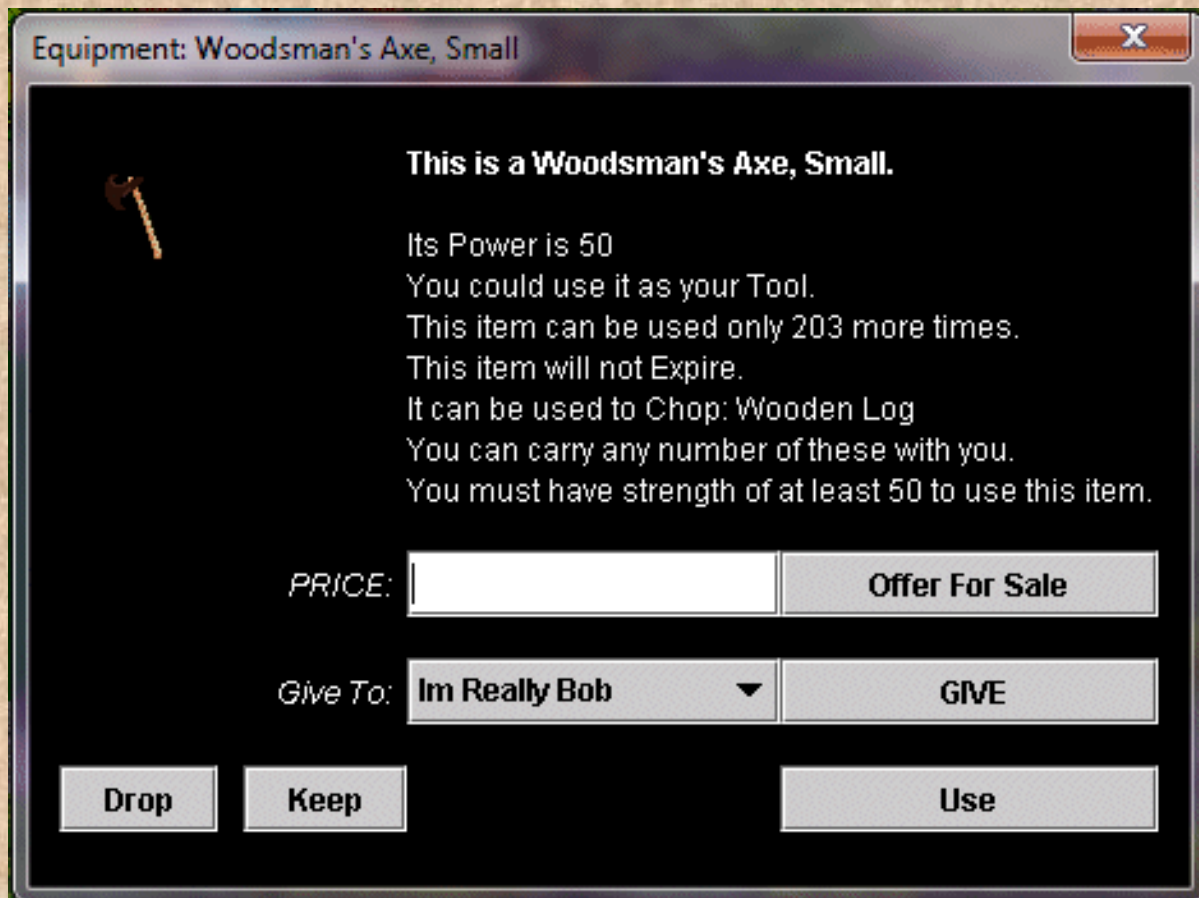 Equipment: Woodsman's Axe, Small
x
This is a Woodsman's Axe, Small.
Its Power is 50
You could use it as your Tool.
This item can be used only 203 more times.
This item will not Expire.
It can be used to Chop: Wooden Log
You can carry any number of these with you.
You must have strength of at least 50 to use this item.
PRICE: Offer For Sale
Give To: Im Really Bob GIVE
Drop Keep Use